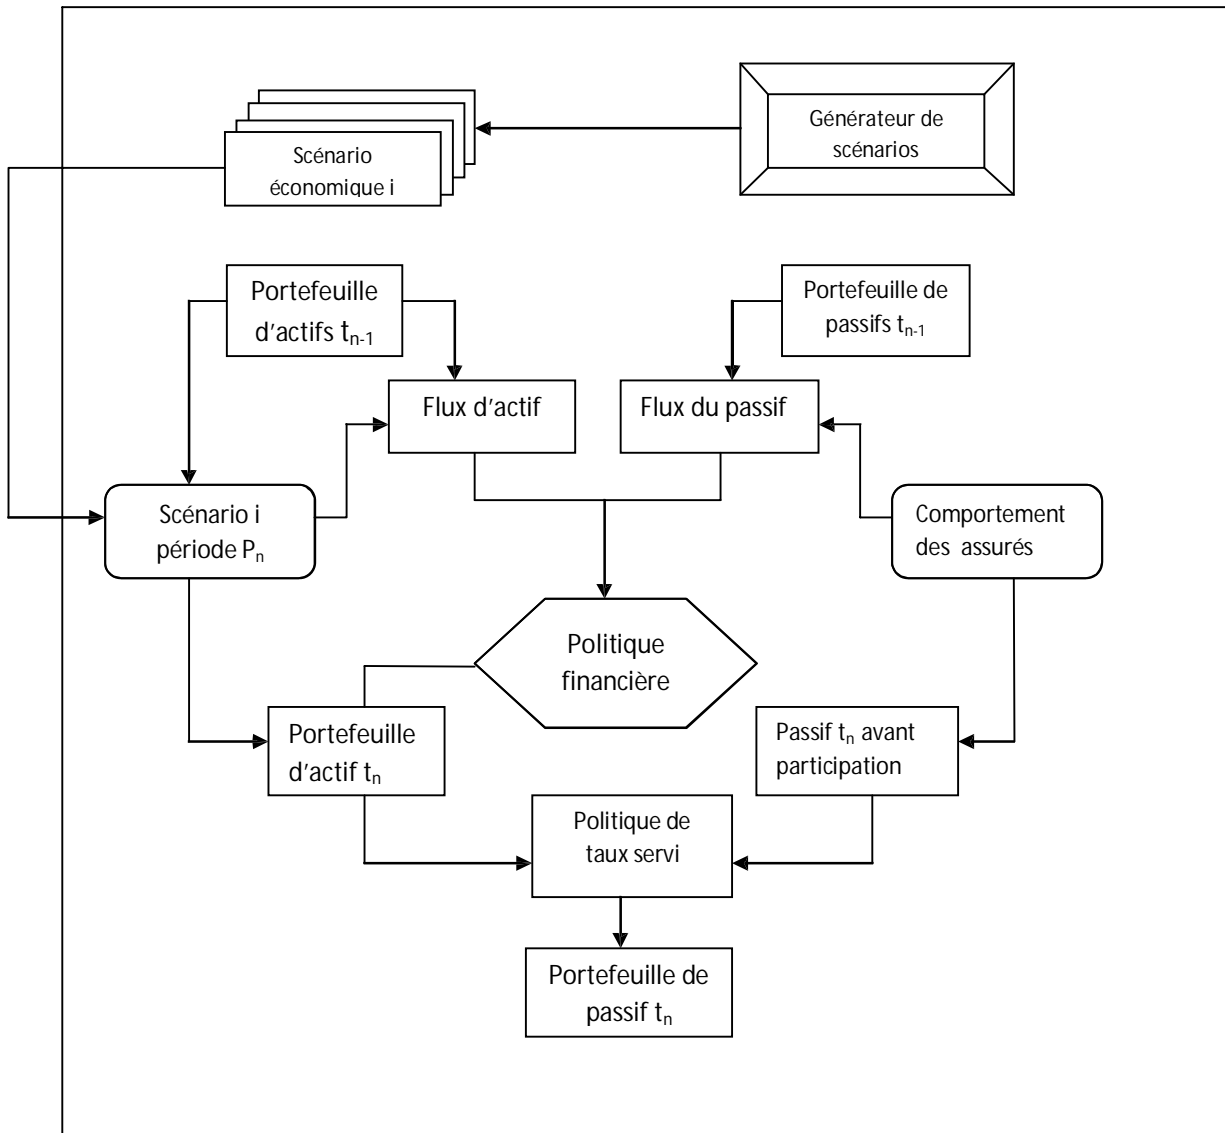 Générateur de
scénarios
Scénario
économique i
Portefeuille
d'actifs tn-1
Portefeuille de
passifs tn-1
Flux d'actif
Flux du passif
Scénario i
période Pn
Comportement
des assurés
Politique
financière
Portefeuille
d'actif tn
Passif tn avant
participation
Politique de
taux servi
Portefeuille de
passif tn